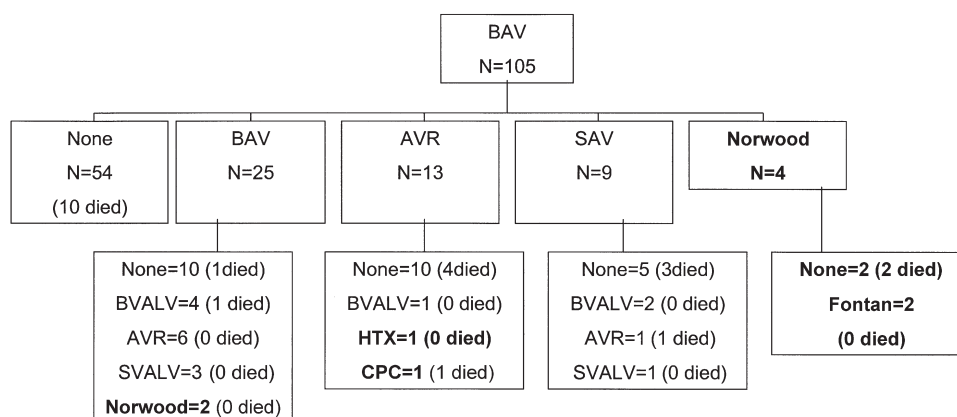 BAV
N=105
None
N=54
(10 died)
BAV
N=25
AVR
N=13
SAV
N=9
Norwood
N=4
None=10 (1died)
BVALV=4 (1 died)
AVR=6 (0 died)
SVALV=3 (0 died)
Norwood=2 (0 died)
None=10 (4died)
BVALV=1 (0 died)
HTX=1 (0 died)
CPC=1 (1 died)
None=5 (3died)
BVALV=2 (0 died)
AVR=1 (1 died)
SVALV=1 (0 died)
None=2 (2 died)
Fontan=2
(0 died)